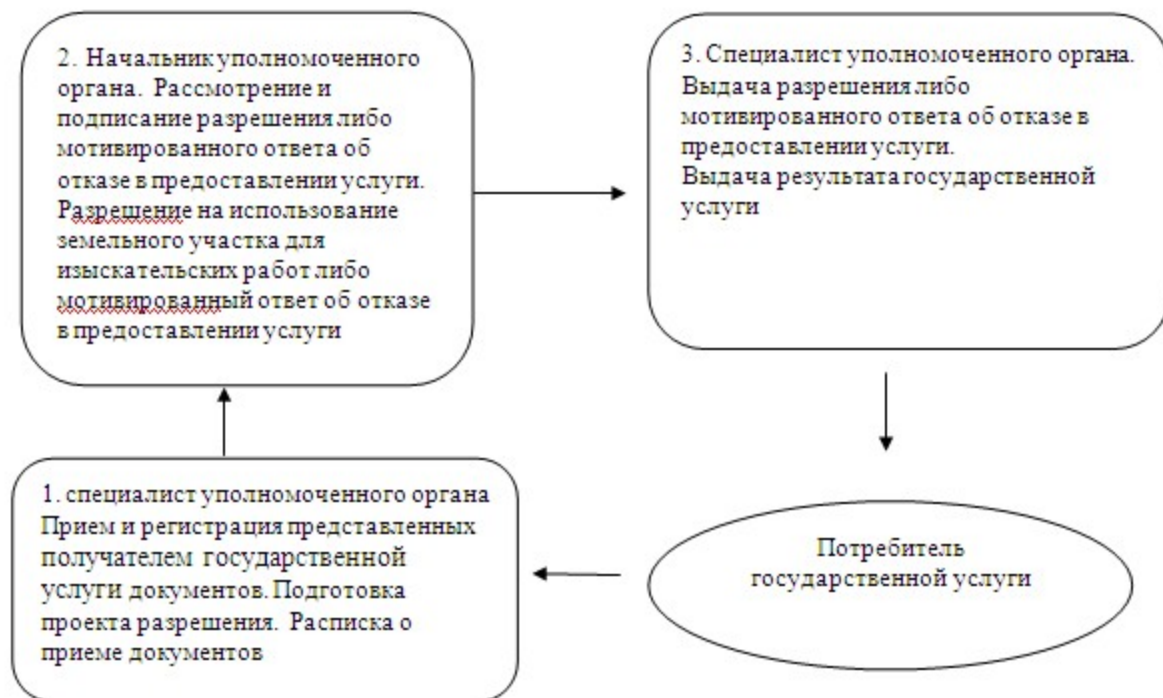 2. Начальник уполномоченного
органа. Рассмотрение и
подписание разрешения либо
мотивированного ответа об
отказе в предоставлении услуги.
Разрешение на использование
земельного участка для
изыскательских работ либо
мотивированный ответ об отказе
в предоставлении услуги
3. Специалист уполномоченного органа.
Выдача разрешения либо
мотивированного ответа об отказе в
предоставлении услуги.
Выдача результата государственной
услуги
1. специалист уполномоченного органа
Прием и регистрация представленных
получателем государственной
услуги документов. Подготовка
проекта разрешения. Расписка о
приеме документов
Потребитель
государственной услуги